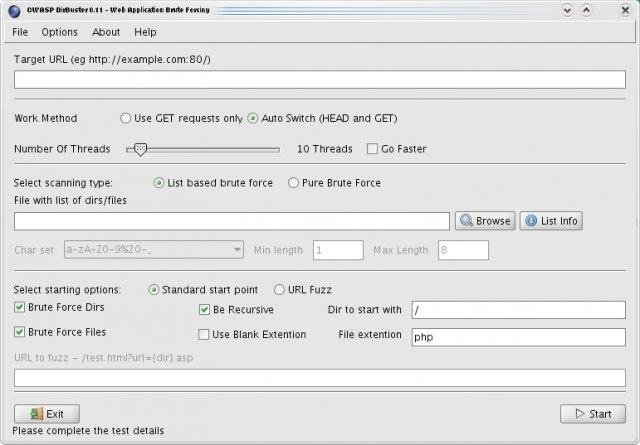 OWASP DirBuster 0.11 - Web Application Brute Forcing
File Options About Help
Target URL (eg http://example.com:80/)
Work Method Use GET requests only Auto Switch (HEAD and GET)
Number Of Threads 10 Threads Go Faster
Select scanning type: List based brute force Pure Brute Force
File with list of dirs/files
Browse List Info
Char set a-zA-Z0-9%20-_ Min length 1 Max Length 8
Select starting options: Standard start point URL Fuzz
Brute Force Dirs Be Recursive Dir to start with /
Brute Force Files Use Blank Extention File extention php
URL to fuzz - /test.html?url={dir}.asp
Exit Start
Please complete the test details